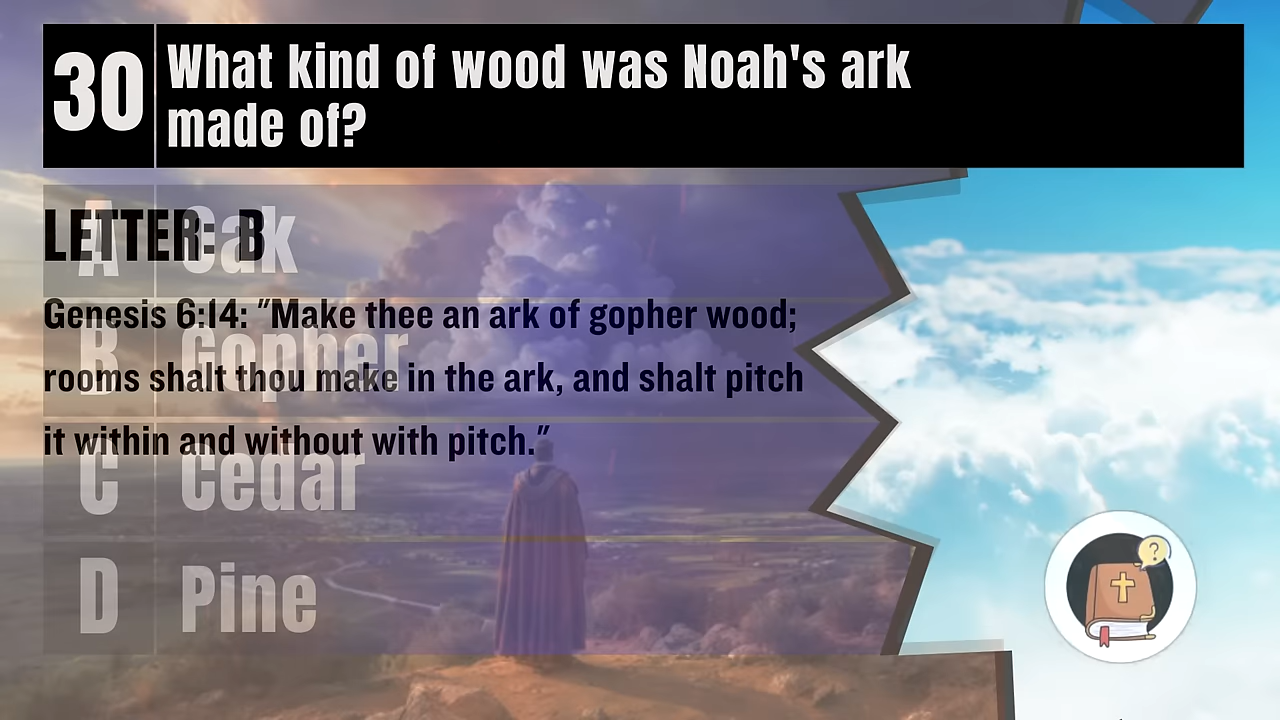 30
What kind of wood was Noah's ark
made of?
LETTER: B
A Oak
Genesis 6:14: "Make thee an ark of gopher wood;
B Gopher
rooms shalt thou make in the ark, and shalt pitch
it within and without with pitch."
C Cedar
D Pine
?